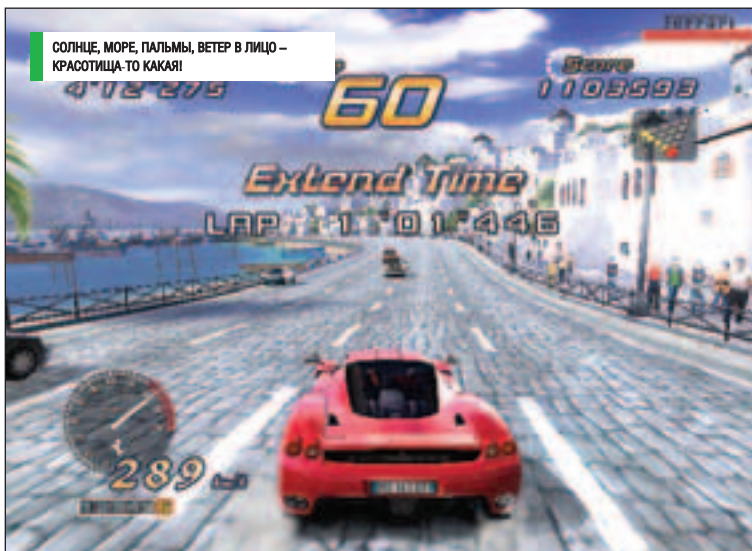 СОЛНЦЕ, МОРЕ, ПАЛЬМЫ, ВЕТЕР В ЛИЦО –
КРАСОТИЩА-ТО КАКАЯ!
Score
4'12"275
60
1103593
Extend Time
LAP 1'01"446
289 km/h